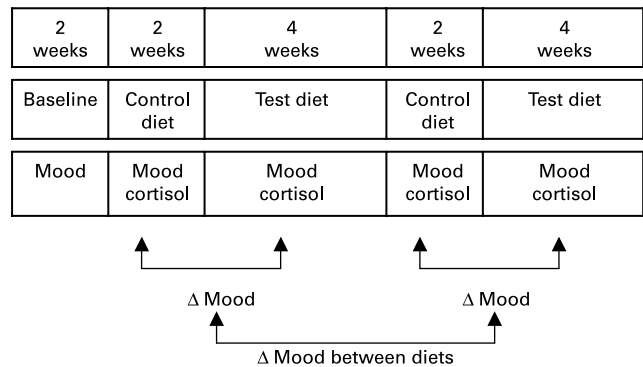 2 2 4 2 4
weeks weeks weeks weeks weeks
Baseline Control Test diet Control Test diet
diet diet
Mood Mood Mood Mood Mood
cortisol cortisol cortisol cortisol
Δ Mood Δ Mood
Δ Mood between diets